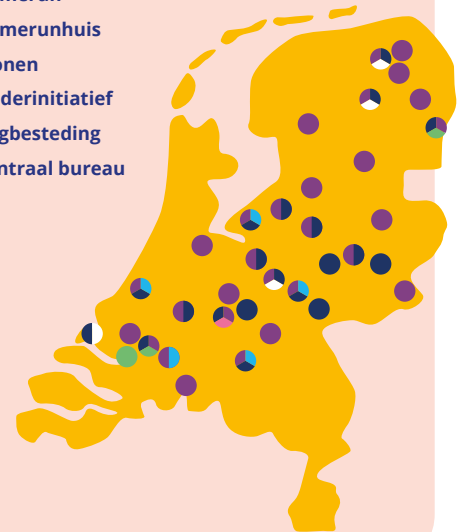 merunhuis
onen
derinitiatief
gbesteding
ntraal bureau